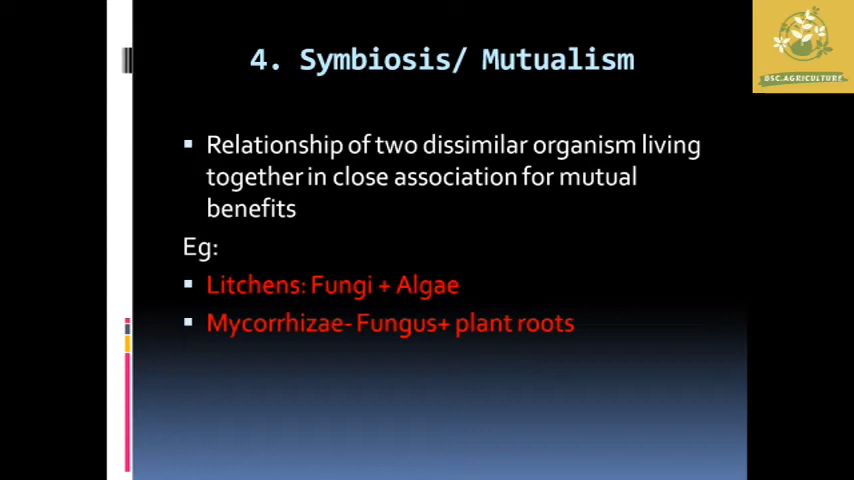 4. Symbiosis/ Mutualism
BSC.AGRICULTURE
Relationship of two dissimilar organism living
together in close association for mutual
benefits
Eg:
Litchens: Fungi + Algae
Mycorrhizae- Fungus+ plant roots